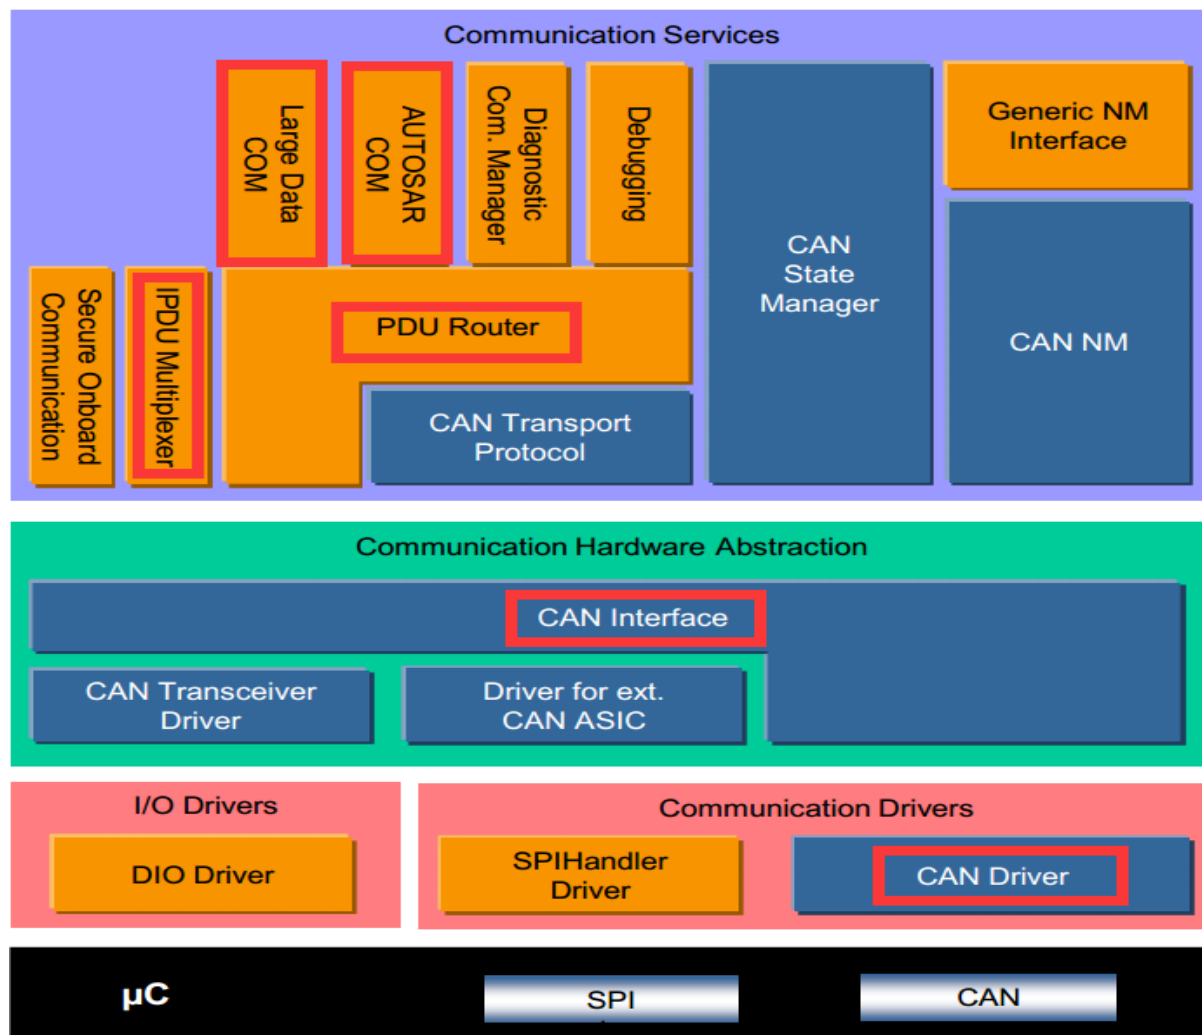 Communication Services
Large Data
COM
AUTOSAR
COM
Diagnostic
Com. Manager
Debugging
CAN
State
Manager
Generic NM
Interface
CAN NM
Secure Onboard
Communication
IPDU Multiplexer
PDU Router
CAN Transport
Protocol
Communication Hardware Abstraction
CAN Interface
CAN Transceiver
Driver
Driver for ext.
CAN ASIC
I/O Drivers
DIO Driver
Communication Drivers
SPIHandler
Driver
CAN Driver
µC
SPI
CAN